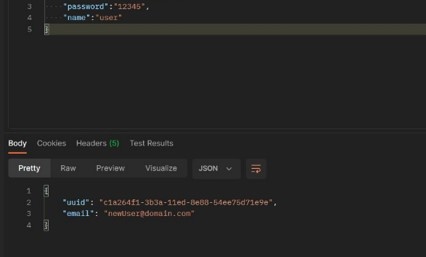 3 "password":"12345",
4 "name":"user"
5 }
Body Cookies Headers (5) Test Results
Pretty Raw Preview Visualize JSON
1 {
2 "uuid": "c1a264f1-3b3a-11ed-8e88-54ee75d71e9e",
3 "email": "newUser@domain.com"
4 }